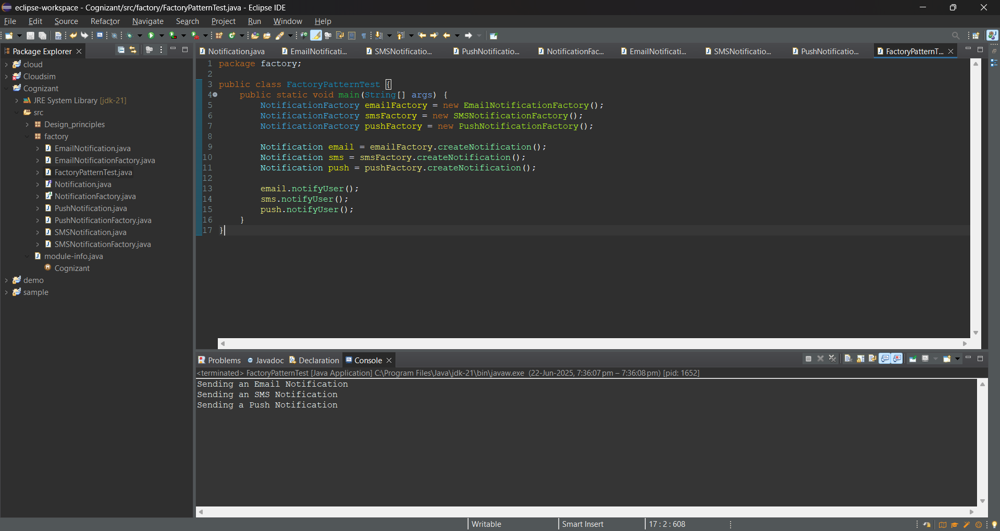 eclipse-workspace - Cognizant/src/factory/FactoryPatternTest.java - Eclipse IDE
File Edit Source Refactor Navigate Search Project Run Window Help
Package Explorer
cloud
Cloudsim
Cognizant
JRE System Library [jdk-21]
src
Design_principles
factory
EmailNotification.java
EmailNotificationFactory.java
FactoryPatternTest.java
Notification.java
NotificationFactory.java
PushNotification.java
PushNotificationFactory.java
SMSNotification.java
SMSNotificationFactory.java
module-info.java
Cognizant
demo
sample
Notification.java EmailNotificati... SMSNotificatio... PushNotificatio... NotificationFac... EmailNotificati... SMSNotificatio... PushNotificatio... FactoryPatternT...
1 package factory;
2
3 public class FactoryPatternTest {
4 public static void main(String[] args) {
5 NotificationFactory emailFactory = new EmailNotificationFactory();
6 NotificationFactory smsFactory = new SMSNotificationFactory();
7 NotificationFactory pushFactory = new PushNotificationFactory();
8
9 Notification email = emailFactory.createNotification();
10 Notification sms = smsFactory.createNotification();
11 Notification push = pushFactory.createNotification();
12
13 email.notifyUser();
14 sms.notifyUser();
15 push.notifyUser();
16 }
17 }
Problems Javadoc Declaration Console
<terminated> FactoryPatternTest [Java Application] C:\Program Files\Java\jdk-21\bin\javaw.exe (22-Jun-2025, 7:36:07 pm – 7:36:08 pm) [pid: 1652]
Sending an Email Notification
Sending an SMS Notification
Sending a Push Notification
Writable Smart Insert 17 : 2 : 608